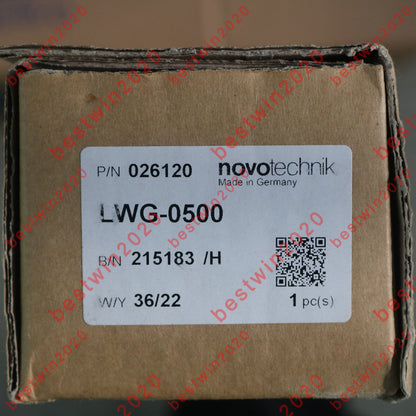 P/N 026120 novotechnik
Made in Germany
LWG-0500
B/N 215183 /H
W/Y 36/22 1 pc(s)
bestwin2020